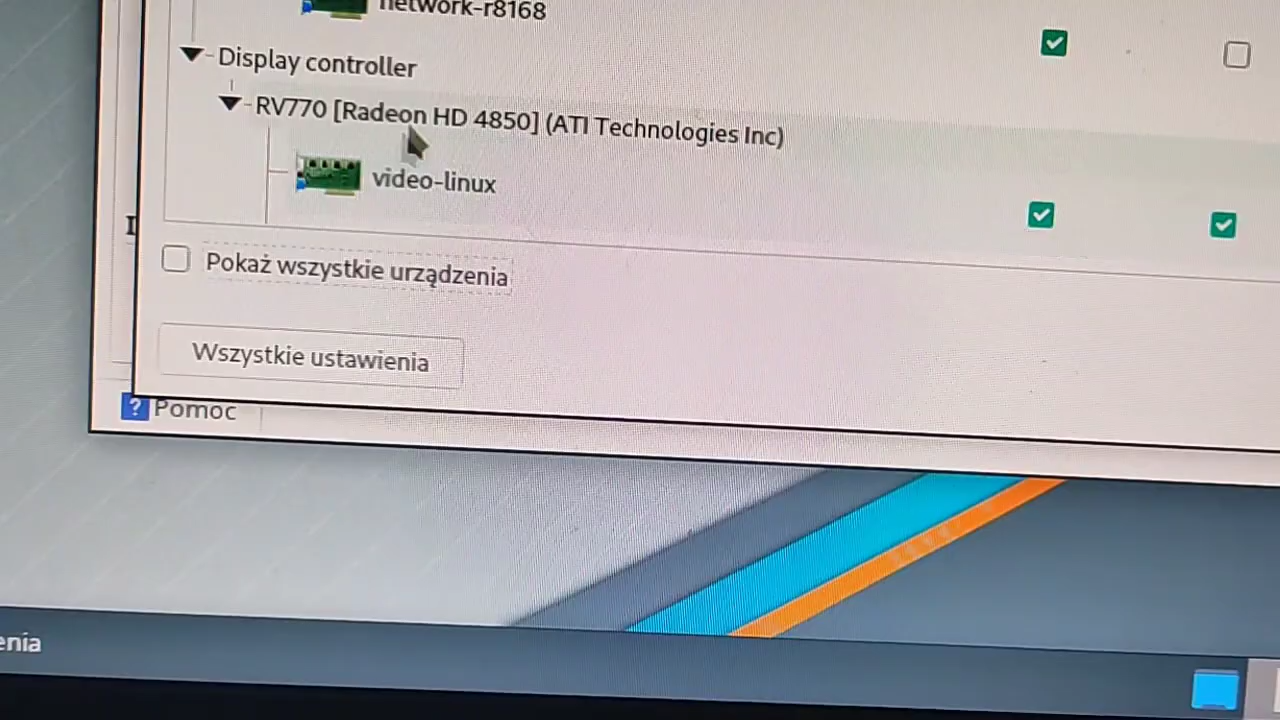 network-r8168
Display controller
RV770 [Radeon HD 4850] (ATI Technologies Inc)
video-linux
Pokaż wszystkie urządzenia
Wszystkie ustawienia
? Pomoc
enia